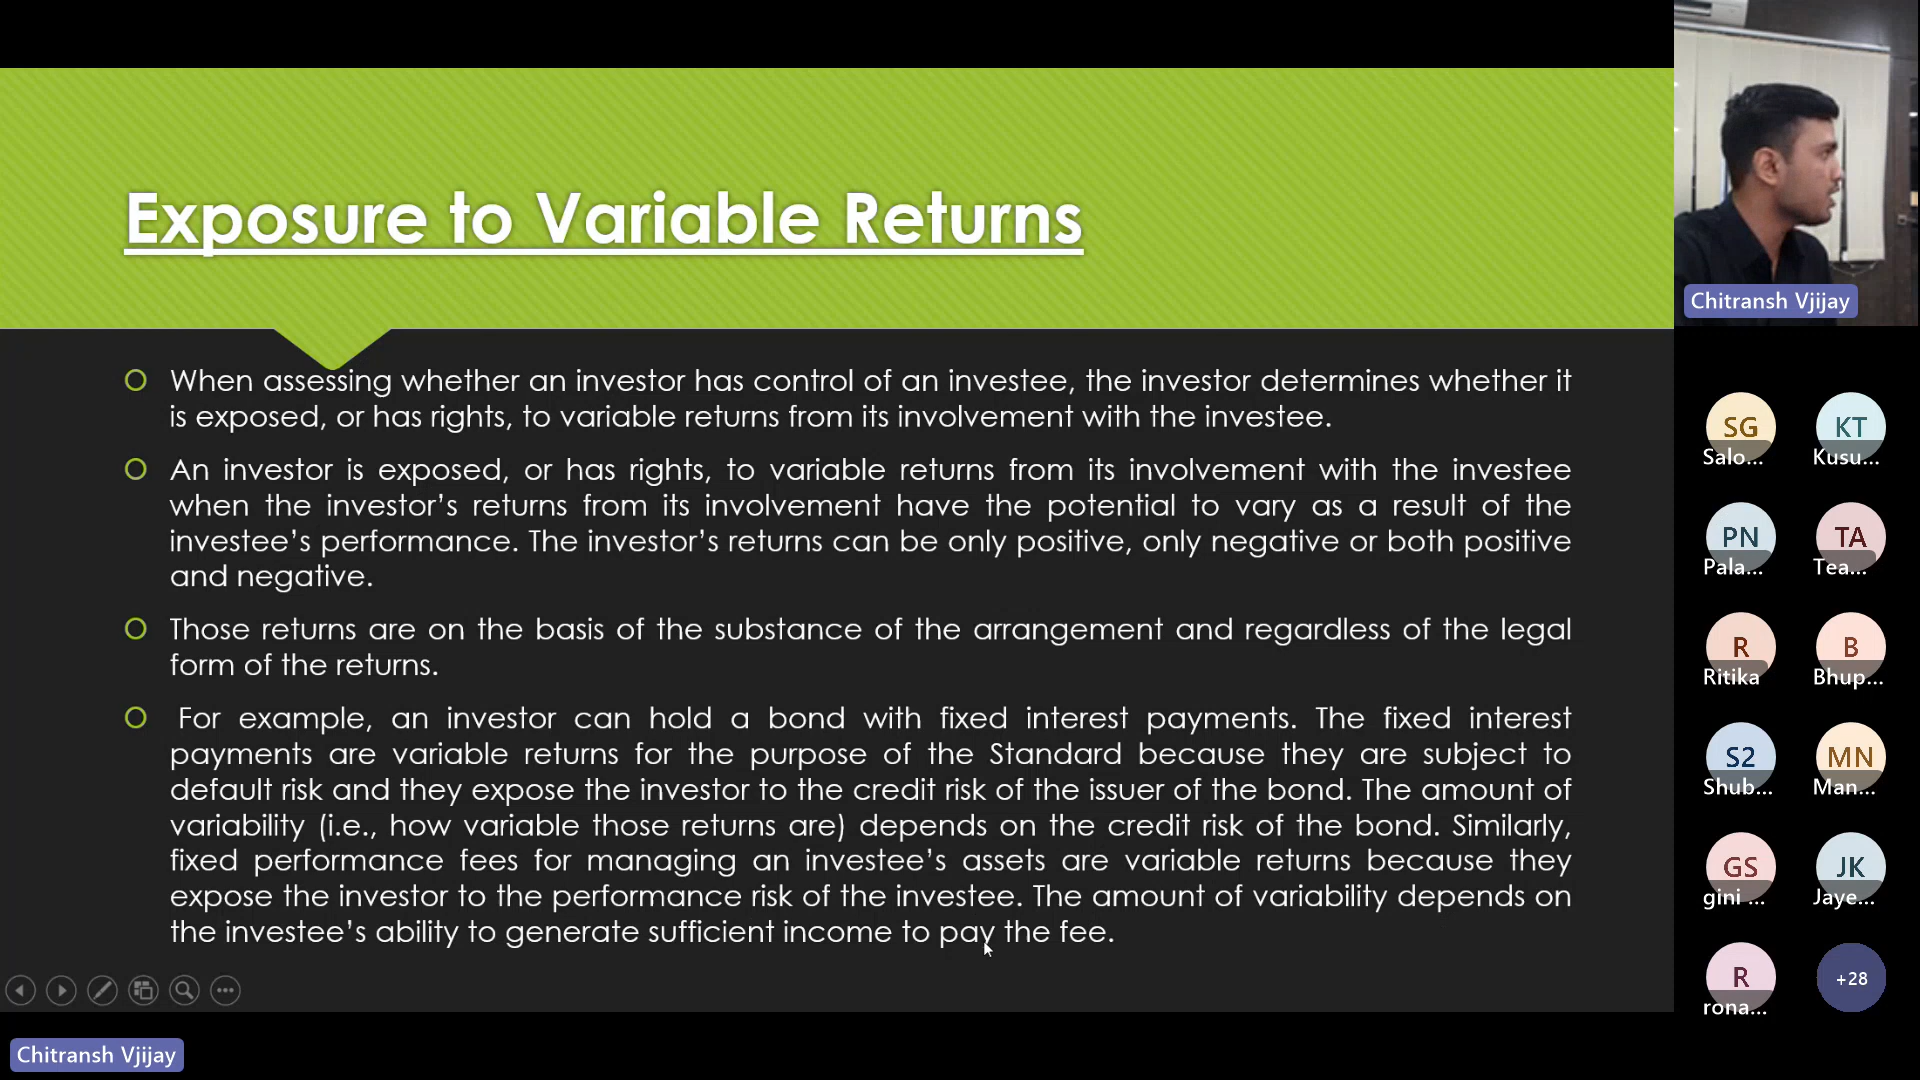 Exposure to Variable Returns
When assessing whether an investor has control of an investee, the investor determines whether it
is exposed, or has rights, to variable returns from its involvement with the investee.
An investor is exposed, or has rights, to variable returns from its involvement with the investee
when the investor’s returns from its involvement have the potential to vary as a result of the
investee’s performance. The investor’s returns can be only positive, only negative or both positive
and negative.
Those returns are on the basis of the substance of the arrangement and regardless of the legal
form of the returns.
For example, an investor can hold a bond with fixed interest payments. The fixed interest
payments are variable returns for the purpose of the Standard because they are subject to
default risk and they expose the investor to the credit risk of the issuer of the bond. The amount of
variability (i.e., how variable those returns are) depends on the credit risk of the bond. Similarly,
fixed performance fees for managing an investee’s assets are variable returns because they
expose the investor to the performance risk of the investee. The amount of variability depends on
the investee’s ability to generate sufficient income to pay the fee.
Chitransh Vjijay
Chitransh Vjijay
SG
Salo...
KT
Kusu...
PN
Pala...
TA
Tea...
R
Ritika
B
Bhup...
S2
Shub...
MN
Man...
GS
gini ...
JK
Jaye...
R
rona...
+28